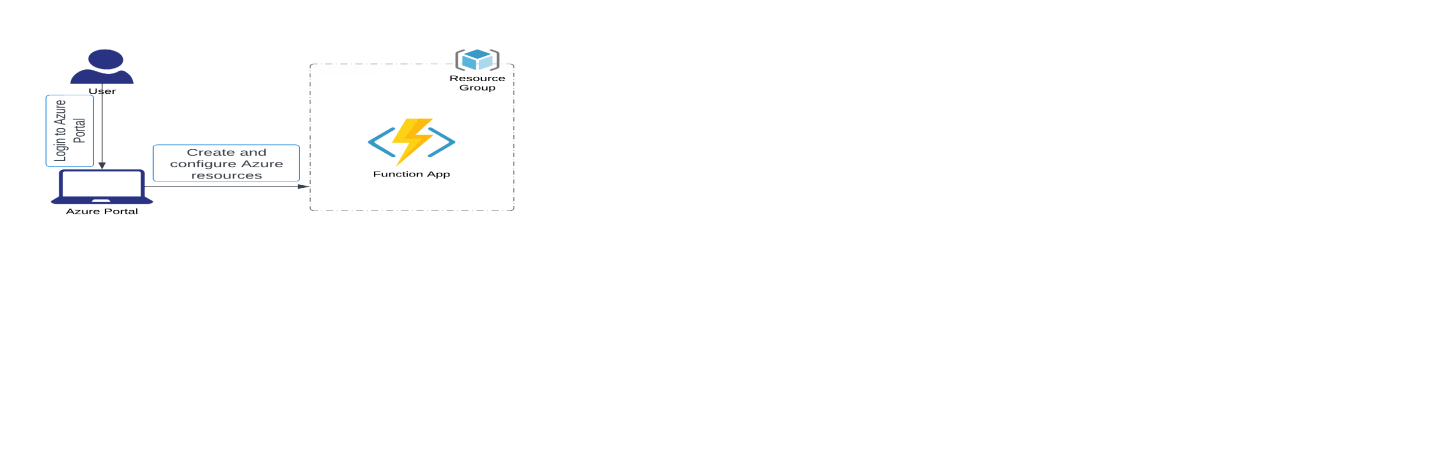 User
Login to Azure
Portal
Azure Portal
Create and
configure Azure
resources
Resource
Group
Function App